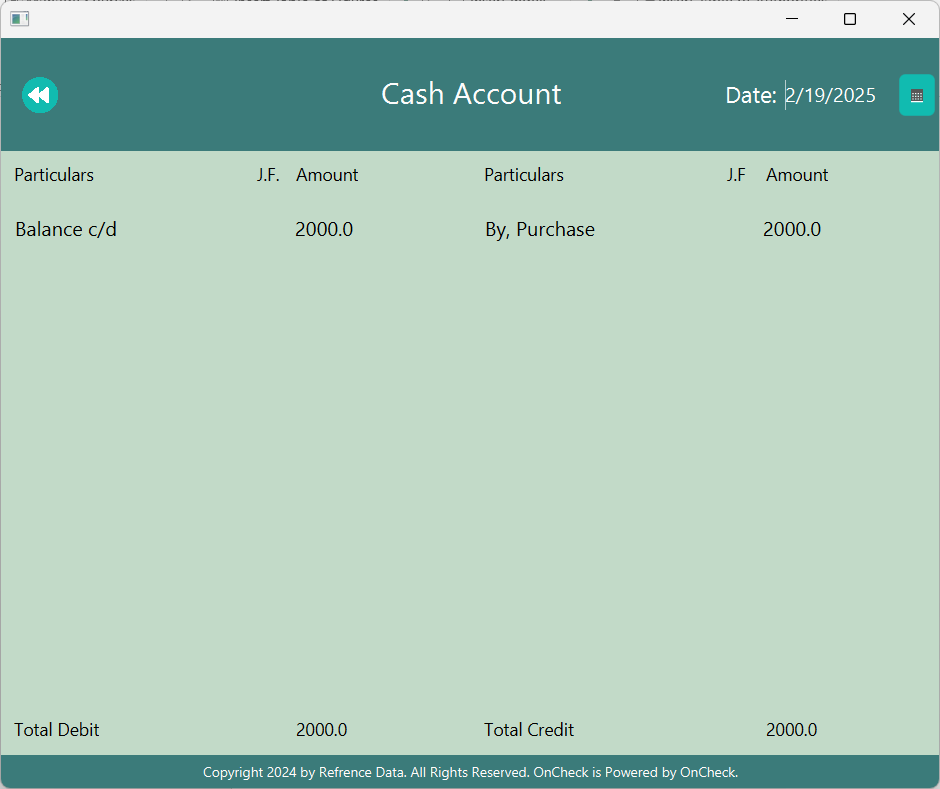 Cash Account
Date: 2/19/2025
Particulars J.F. Amount Particulars J.F Amount
Balance c/d 2000.0 By, Purchase 2000.0
Total Debit 2000.0 Total Credit 2000.0
Copyright 2024 by Refrence Data. All Rights Reserved. OnCheck is Powered by OnCheck.